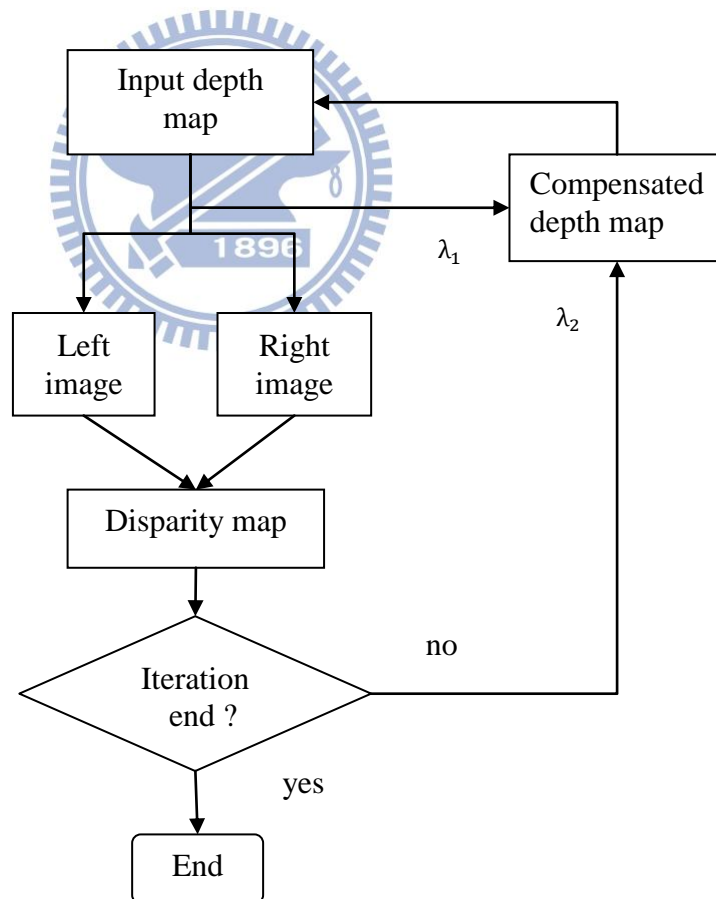 Input depth
map
Compensated
depth map
λ₁
1896
λ₂
Left
image
Right
image
Disparity map
no
Iteration
end ?
yes
End